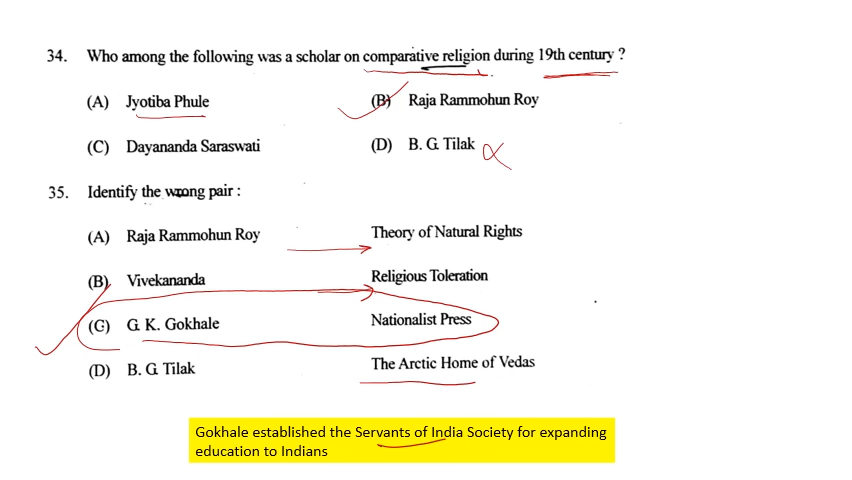 34. Who among the following was a scholar on comparative religion during 19th century ?
(A) Jyotiba Phule (B) Raja Rammohun Roy
(C) Dayananda Saraswati (D) B. G. Tilak
35. Identify the wrong pair :
(A) Raja Rammohun Roy Theory of Natural Rights
(B) Vivekananda Religious Toleration
(C) G. K. Gokhale Nationalist Press
(D) B. G. Tilak The Arctic Home of Vedas
Gokhale established the Servants of India Society for expanding
education to Indians